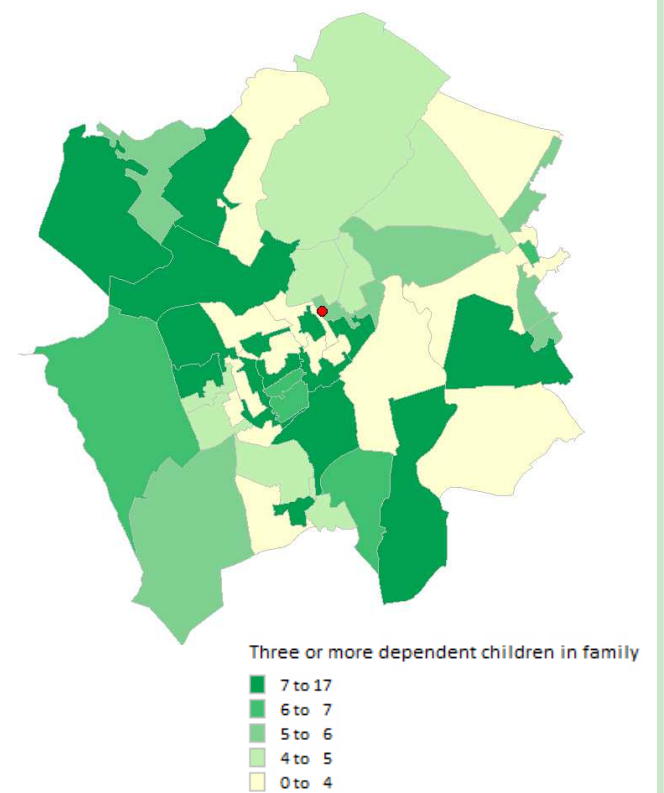 Three or more dependent children in family
7 to 17
6 to 7
5 to 6
4 to 5
0 to 4